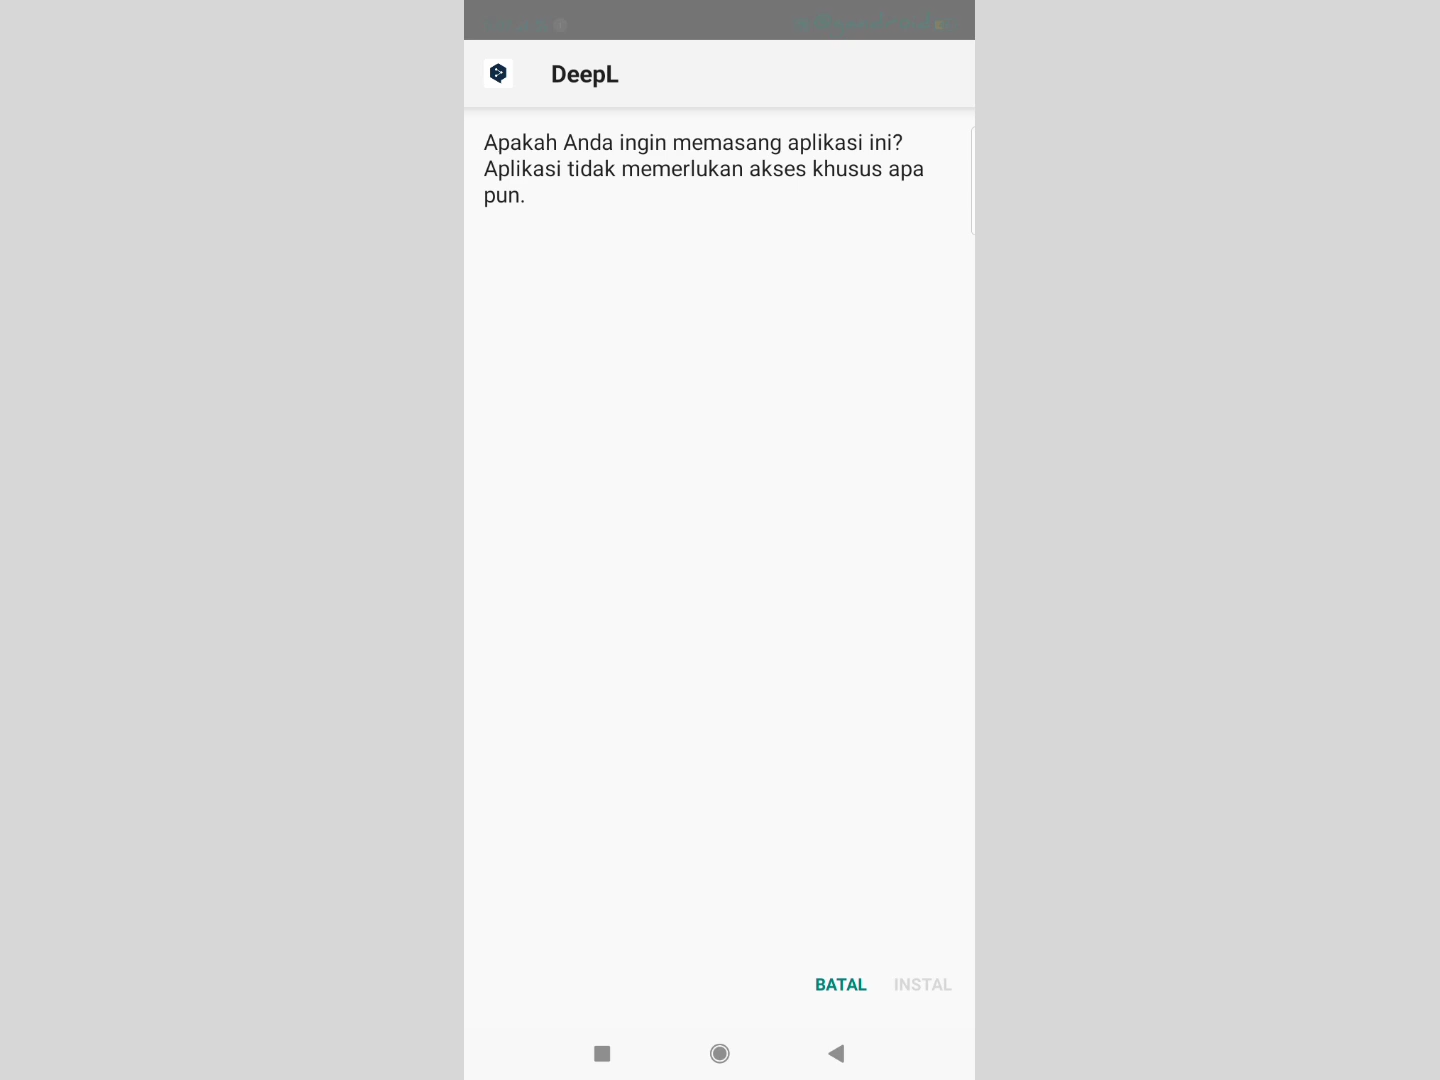 DeepL
Apakah Anda ingin memasang aplikasi ini?
Aplikasi tidak memerlukan akses khusus apa
pun.
BATAL INSTAL